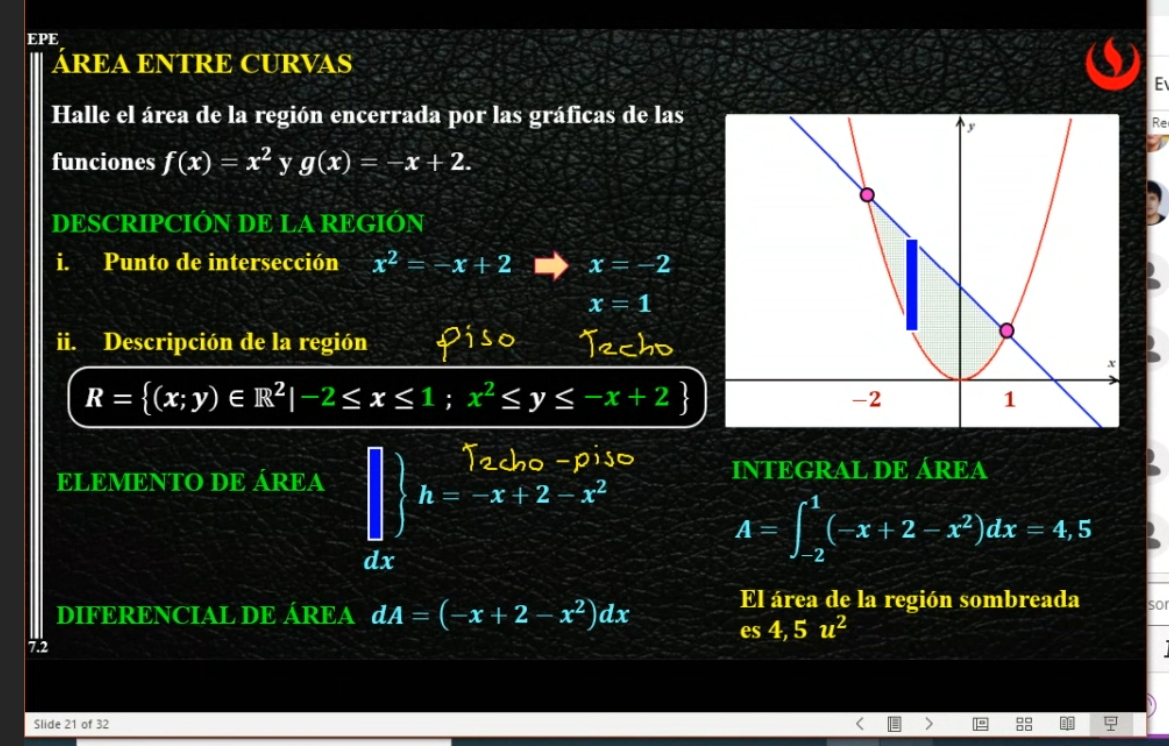 EPE
ÁREA ENTRE CURVAS
Halle el área de la región encerrada por las gráficas de las
funciones f(x) = x² y g(x) = −x + 2.
DESCRIPCIÓN DE LA REGIÓN
i. Punto de intersección x² = −x + 2 x = −2
x = 1
ii. Descripción de la región piso Techo
R = {(x; y) ∈ ℝ²|−2 ≤ x ≤ 1 ; x² ≤ y ≤ −x + 2 }
y
x
−2 1
Techo - piso
ELEMENTO DE ÁREA } h = −x + 2 − x²
dx
DIFERENCIAL DE ÁREA dA = (−x + 2 − x²)dx
INTEGRAL DE ÁREA
A = ∫₋₂¹ (−x + 2 − x²)dx = 4,5
El área de la región sombreada
es 4,5 u²
7.2
Slide 21 of 32